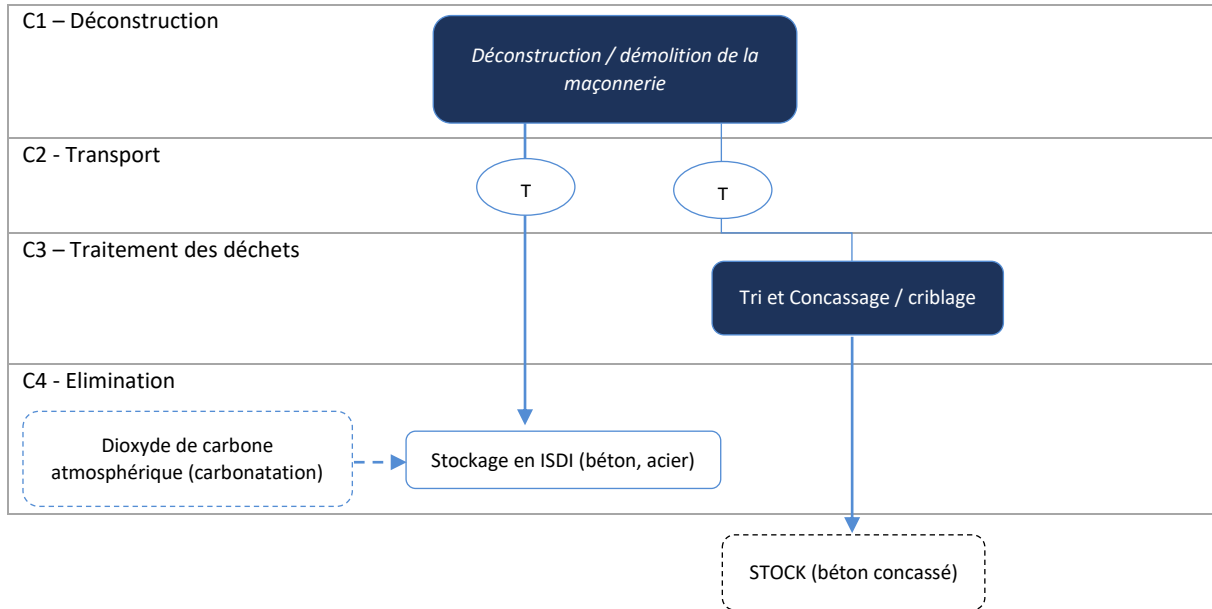 C1 – Déconstruction
Déconstruction / démolition de la
maçonnerie
C2 - Transport
T
T
C3 – Traitement des déchets
Tri et Concassage / criblage
C4 - Elimination
Dioxyde de carbone
atmosphérique (carbonatation)
Stockage en ISDI (béton, acier)
STOCK (béton concassé)